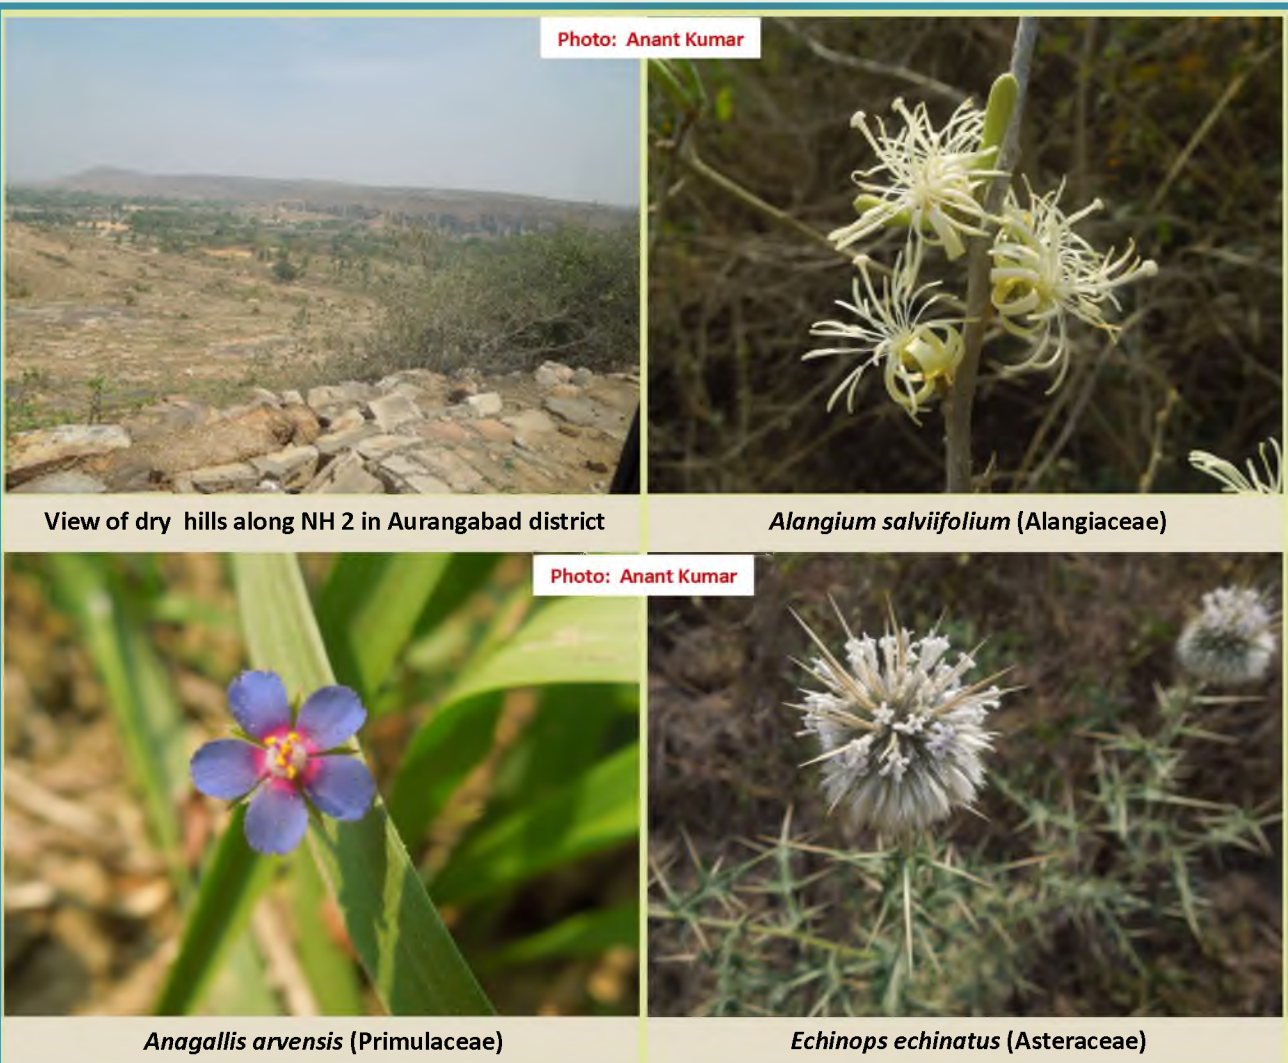 Photo: Anant Kumar
View of dry hills along NH 2 in Aurangabad district
Alangium salviifolium (Alangiaceae)
Photo: Anant Kumar
Anagallis arvensis (Primulaceae)
Echinops echinatus (Asteraceae)